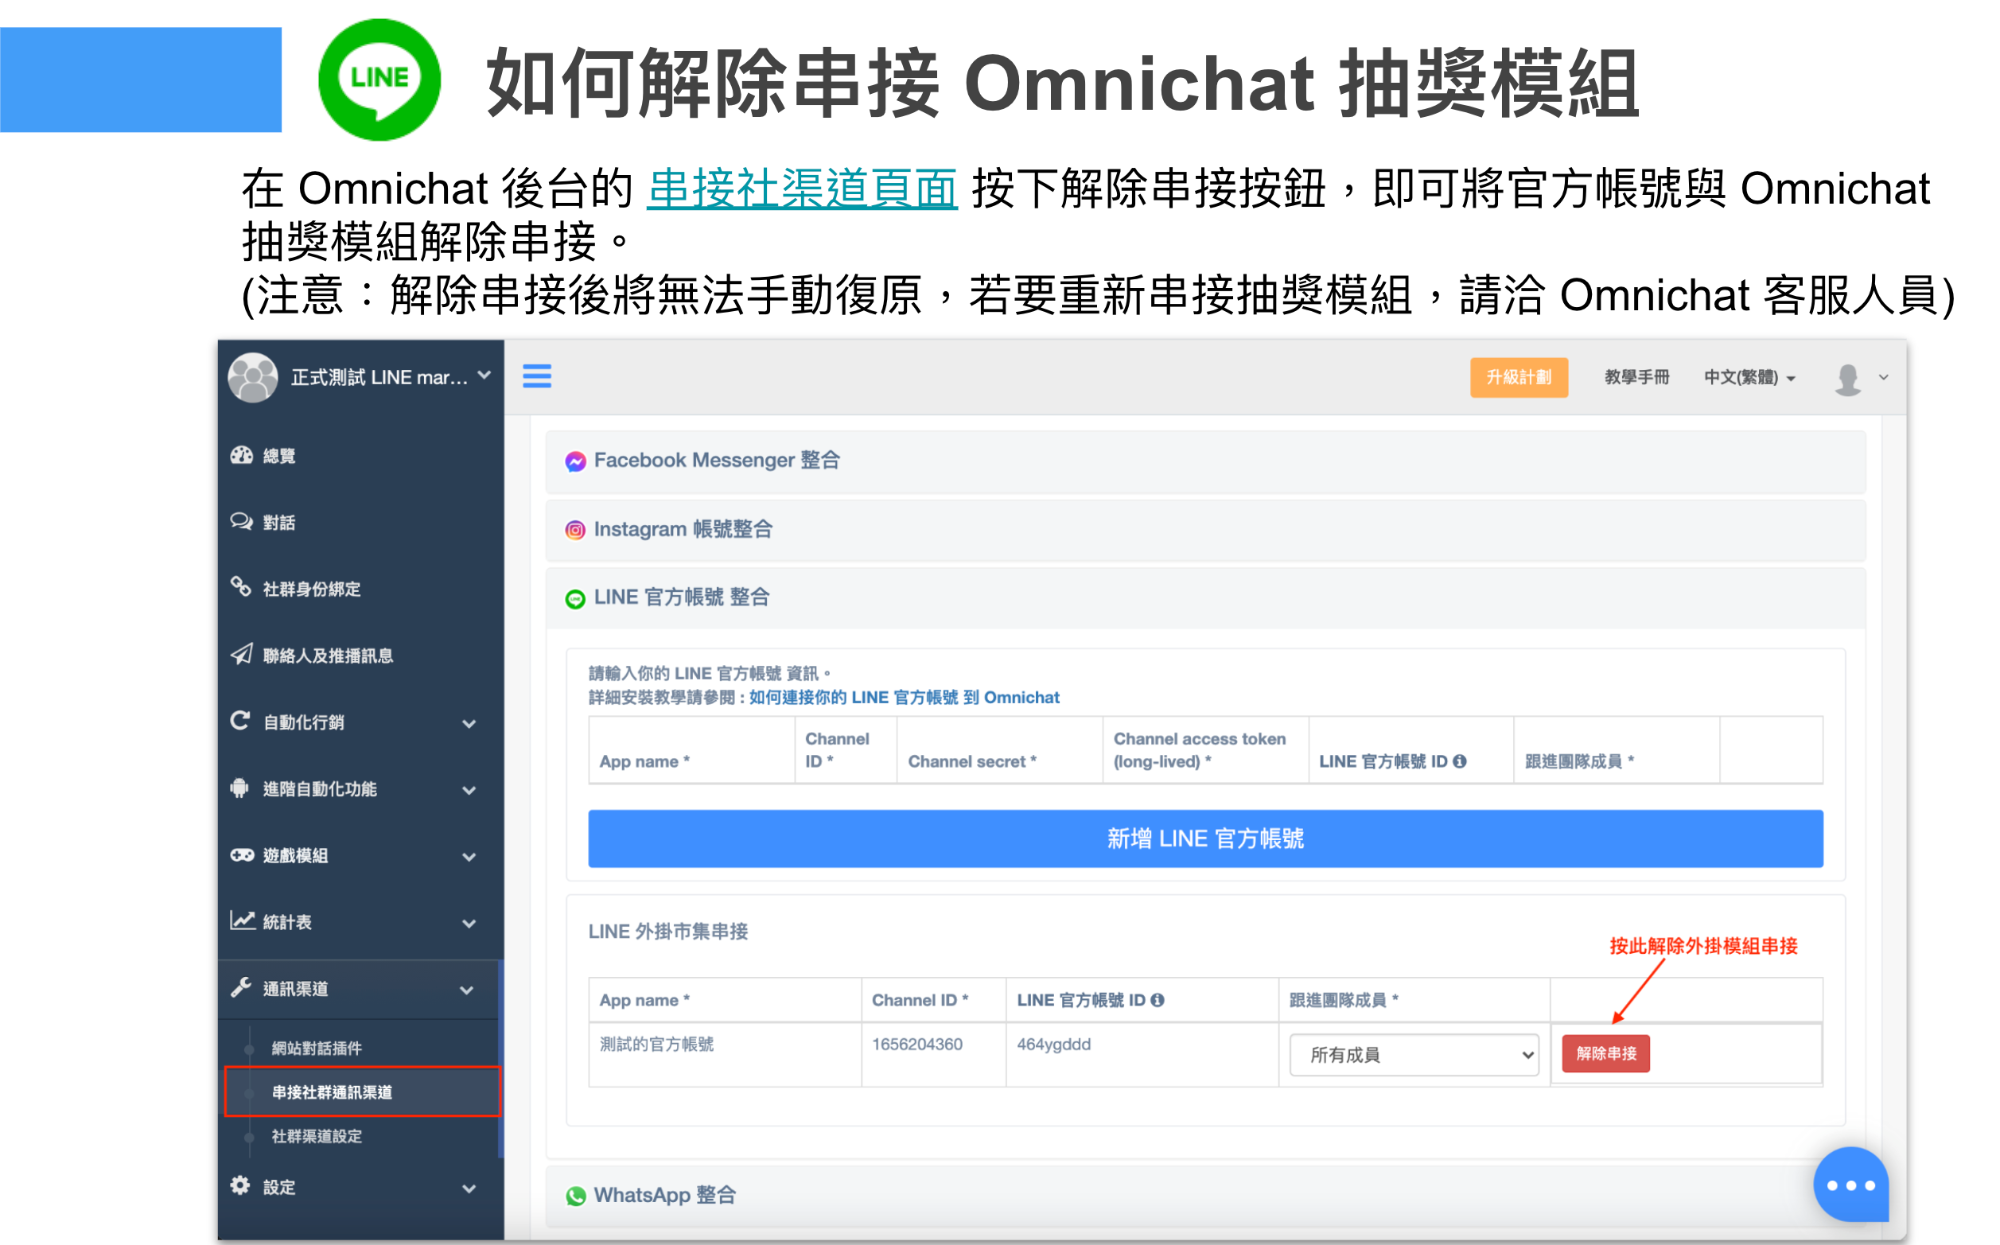 LINE
如何解除串接 Omnichat 抽獎模組
在 Omnichat 後台的 串接社渠道頁面 按下解除串接按鈕，即可將官方帳號與 Omnichat
抽獎模組解除串接。
(注意：解除串接後將無法手動復原，若要重新串接抽獎模組，請洽 Omnichat 客服人員)
正式測試 LINE mar...
升級計劃
教學手冊
中文(繁體)
總覽
對話
社群身份綁定
聯絡人及推播訊息
自動化行銷
進階自動化功能
遊戲模組
統計表
通訊渠道
網站對話插件
串接社群通訊渠道
社群渠道設定
設定
Facebook Messenger 整合
Instagram 帳號整合
LINE 官方帳號 整合
請輸入你的 LINE 官方帳號 資訊。
詳細安裝教學請參閱 : 如何連接你的 LINE 官方帳號 到 Omnichat
App name *
Channel ID *
Channel secret *
Channel access token (long-lived) *
LINE 官方帳號 ID
跟進團隊成員 *
新增 LINE 官方帳號
LINE 外掛市集串接
按此解除外掛模組串接
App name *
Channel ID *
LINE 官方帳號 ID
跟進團隊成員 *
測試的官方帳號
1656204360
464ygddd
所有成員
解除串接
WhatsApp 整合